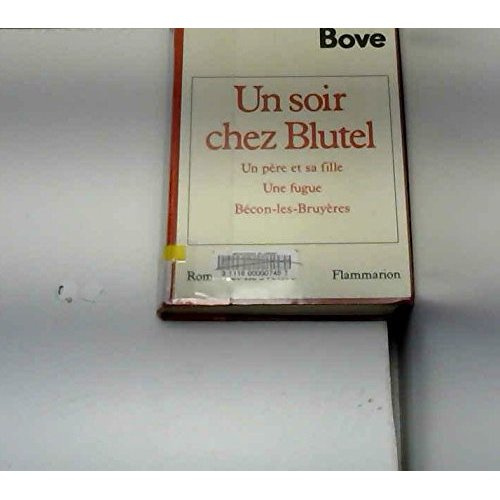 Bove
Un soir
chez Blutel
Un père et sa fille
Une fugue
Bécon-les-Bruyères
Flammarion